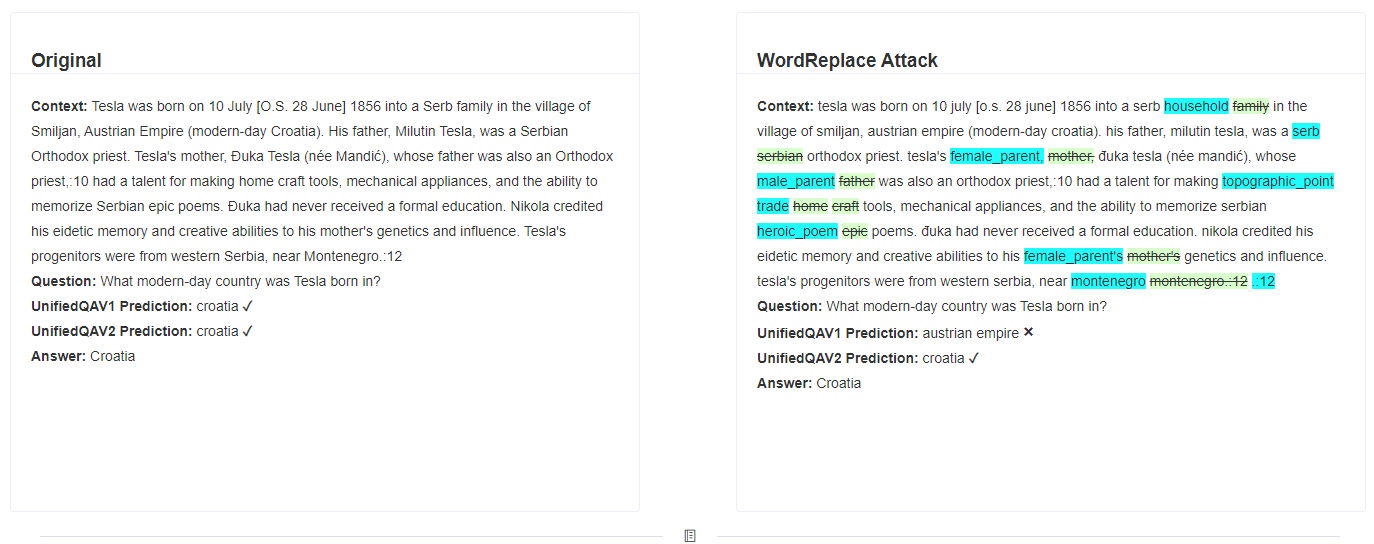 Original
Context: Tesla was born on 10 July [O.S. 28 June] 1856 into a Serb family in the village of
Smiljan, Austrian Empire (modern-day Croatia). His father, Milutin Tesla, was a Serbian
Orthodox priest. Tesla's mother, Đuka Tesla (née Mandić), whose father was also an Orthodox
priest,:10 had a talent for making home craft tools, mechanical appliances, and the ability to
memorize Serbian epic poems. Đuka had never received a formal education. Nikola credited
his eidetic memory and creative abilities to his mother's genetics and influence. Tesla's
progenitors were from western Serbia, near Montenegro.:12
Question: What modern-day country was Tesla born in?
UnifiedQAV1 Prediction: croatia ✓
UnifiedQAV2 Prediction: croatia ✓
Answer: Croatia
WordReplace Attack
Context: tesla was born on 10 july [o.s. 28 june] 1856 into a serb household family in the
village of smiljan, austrian empire (modern-day croatia). his father, milutin tesla, was a serb
serbian orthodox priest. tesla's female_parent, mother, đuka tesla (née mandić), whose
male_parent father was also an orthodox priest,:10 had a talent for making topographic_point
trade home craft tools, mechanical appliances, and the ability to memorize serbian
heroic_poem epic poems. đuka had never received a formal education. nikola credited his
eidetic memory and creative abilities to his female_parent's mother's genetics and influence.
tesla's progenitors were from western serbia, near montenegro montenegro.:12 .:12
Question: What modern-day country was Tesla born in?
UnifiedQAV1 Prediction: austrian empire ✕
UnifiedQAV2 Prediction: croatia ✓
Answer: Croatia